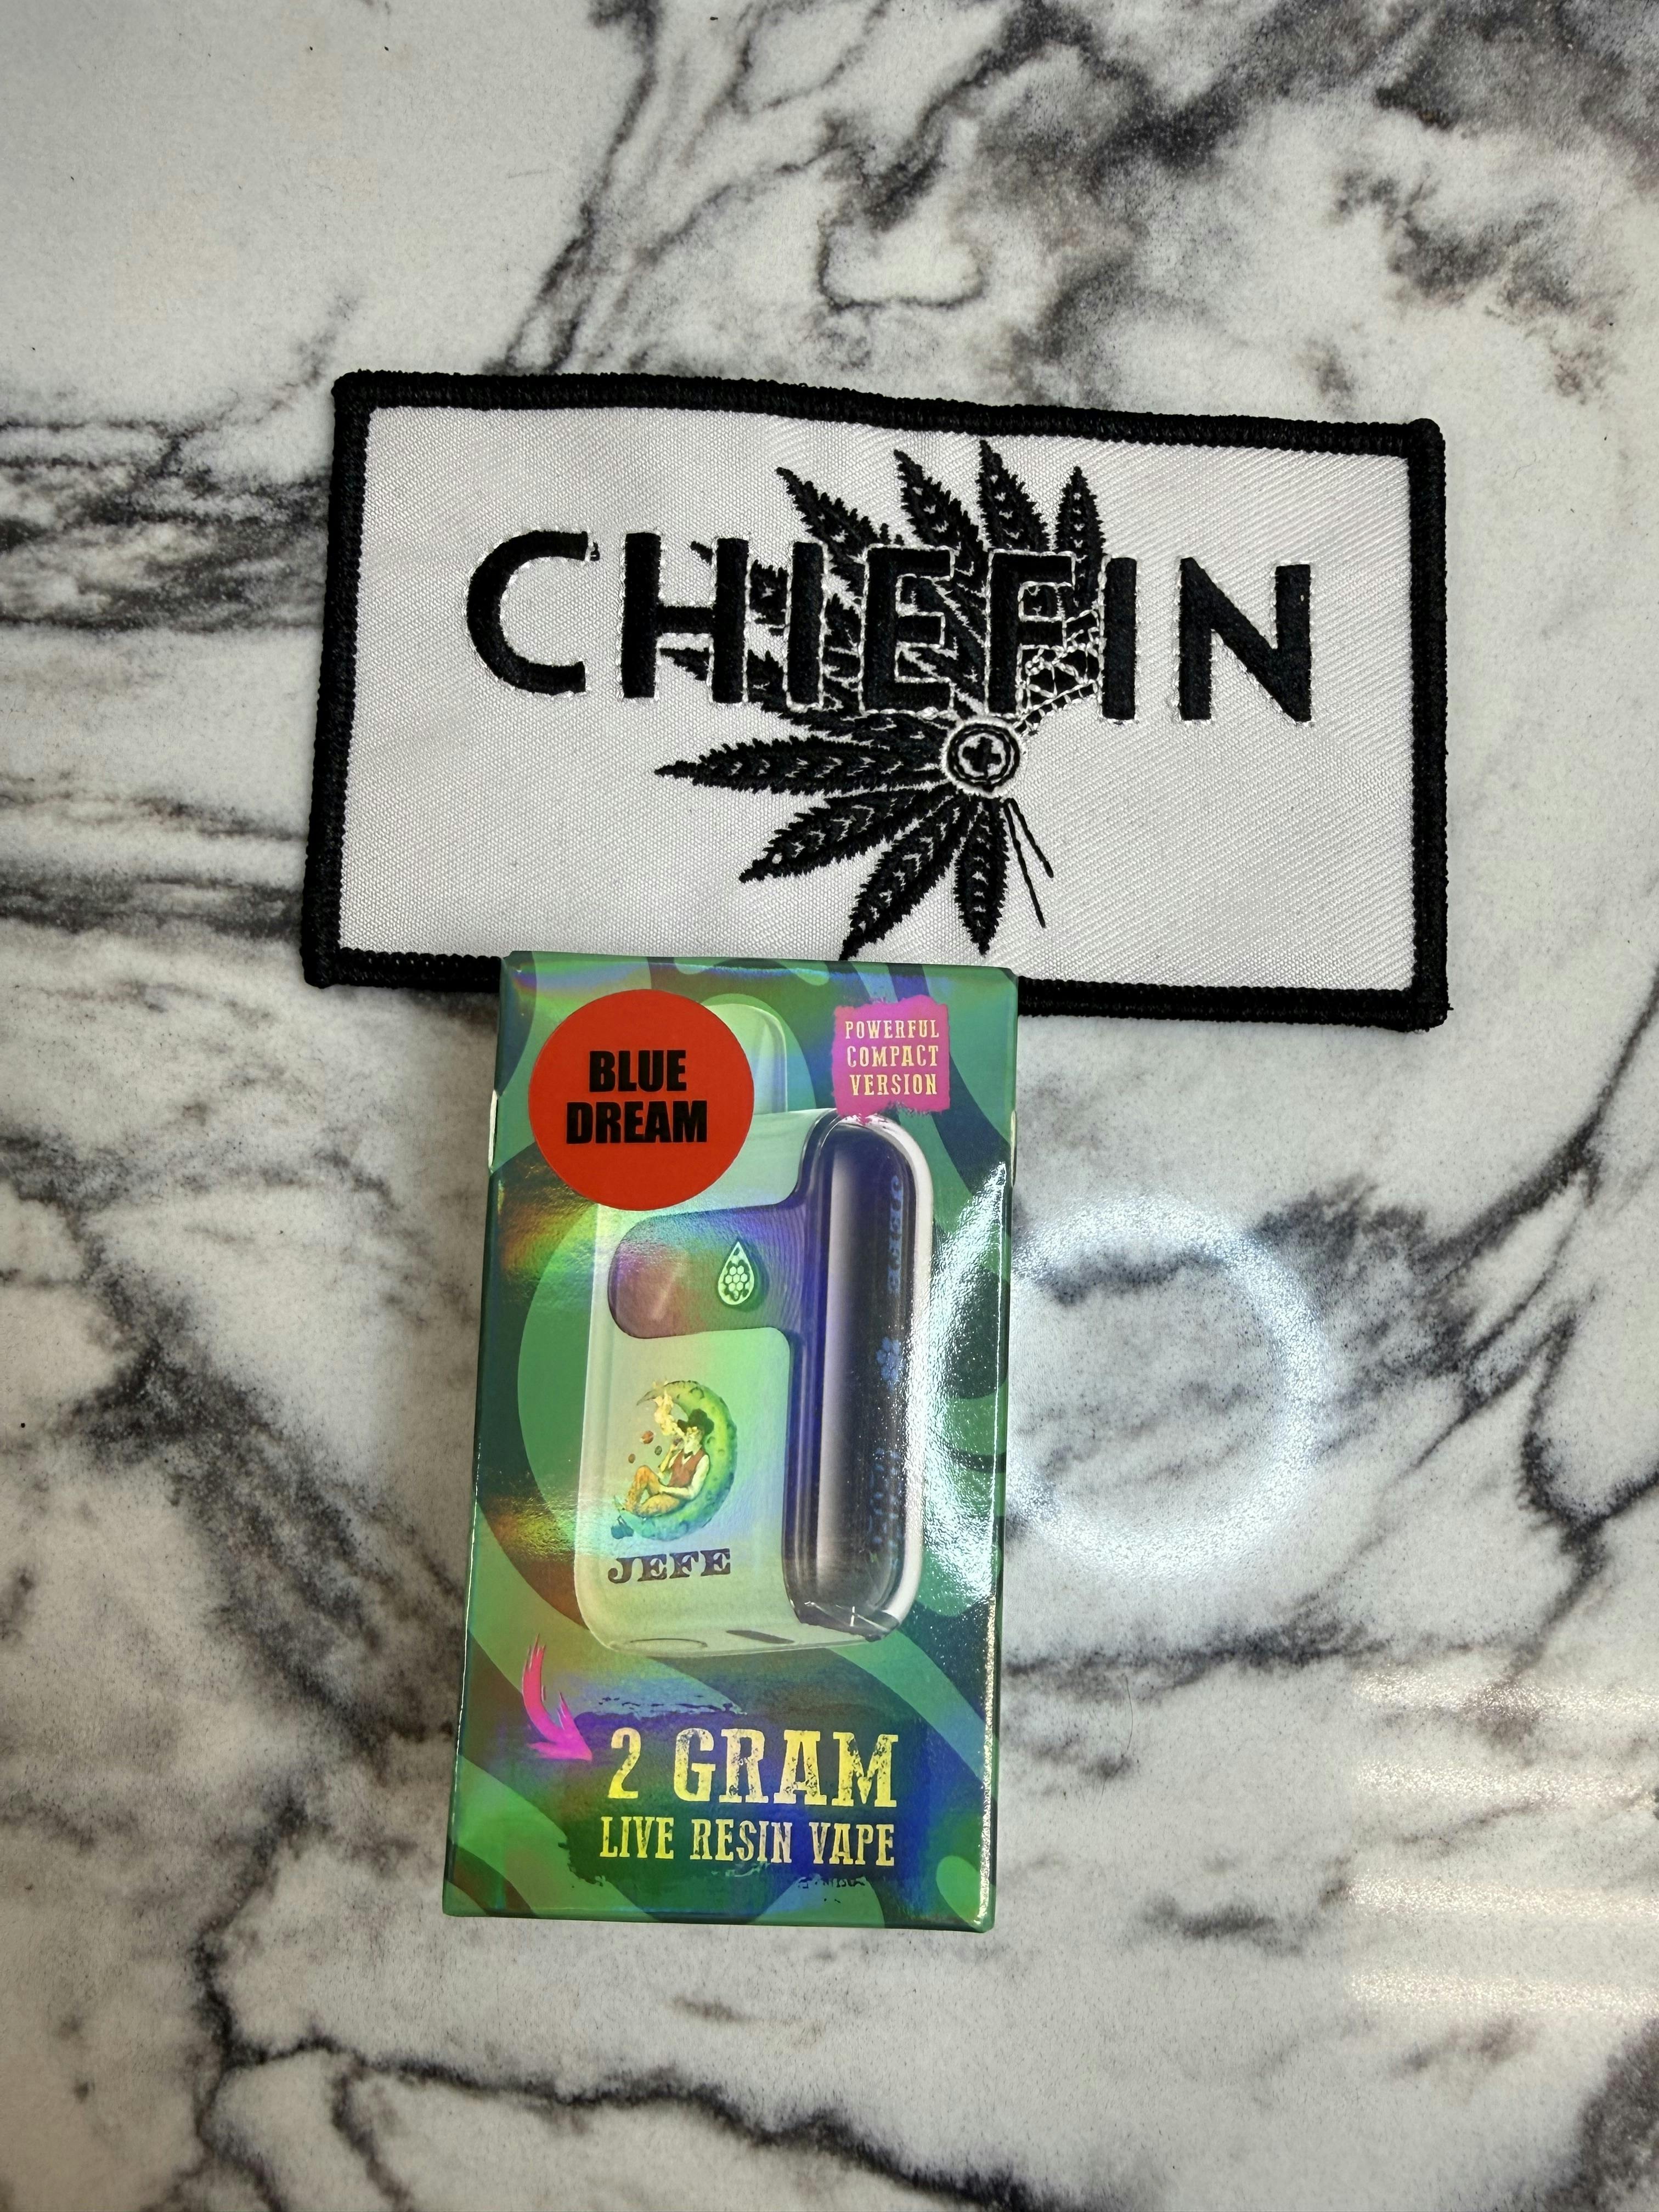 CHIEFIN
BLUE
DREAM
POWERFUL
COMPACT
VERSION
JEFE
2 GRAM
LIVE RESIN VAPE